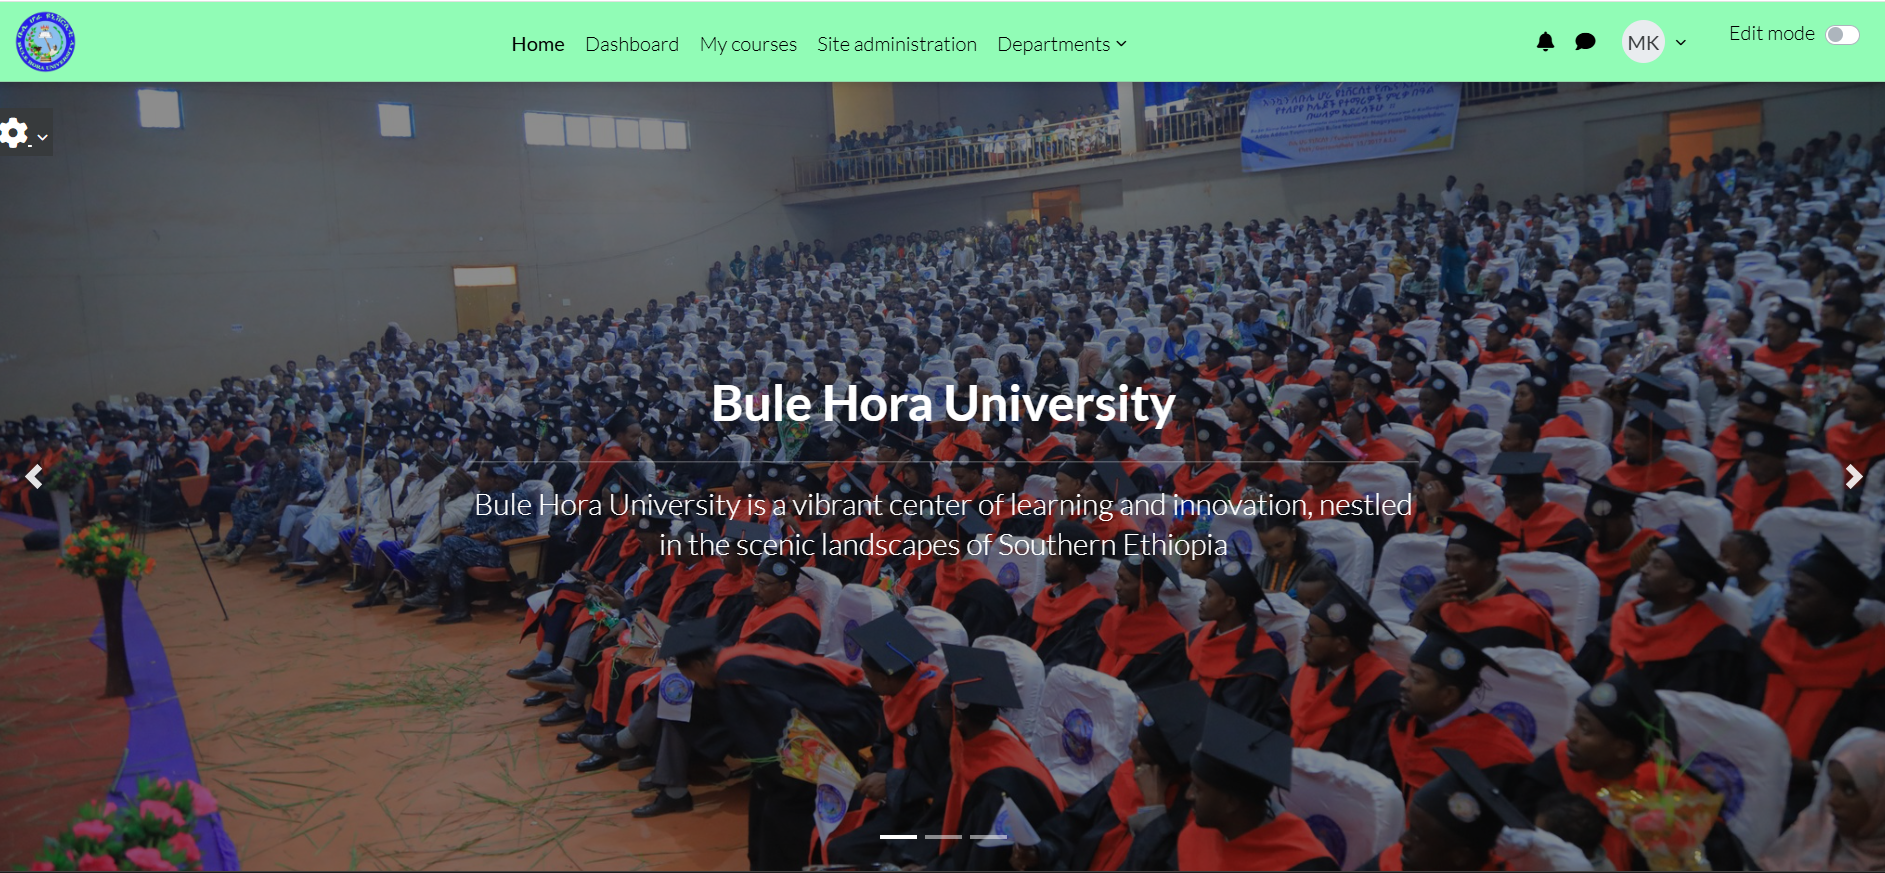 Home Dashboard My courses Site administration Departments
MK
Edit mode
Bule Hora University
Bule Hora University is a vibrant center of learning and innovation, nestled
in the scenic landscapes of Southern Ethiopia